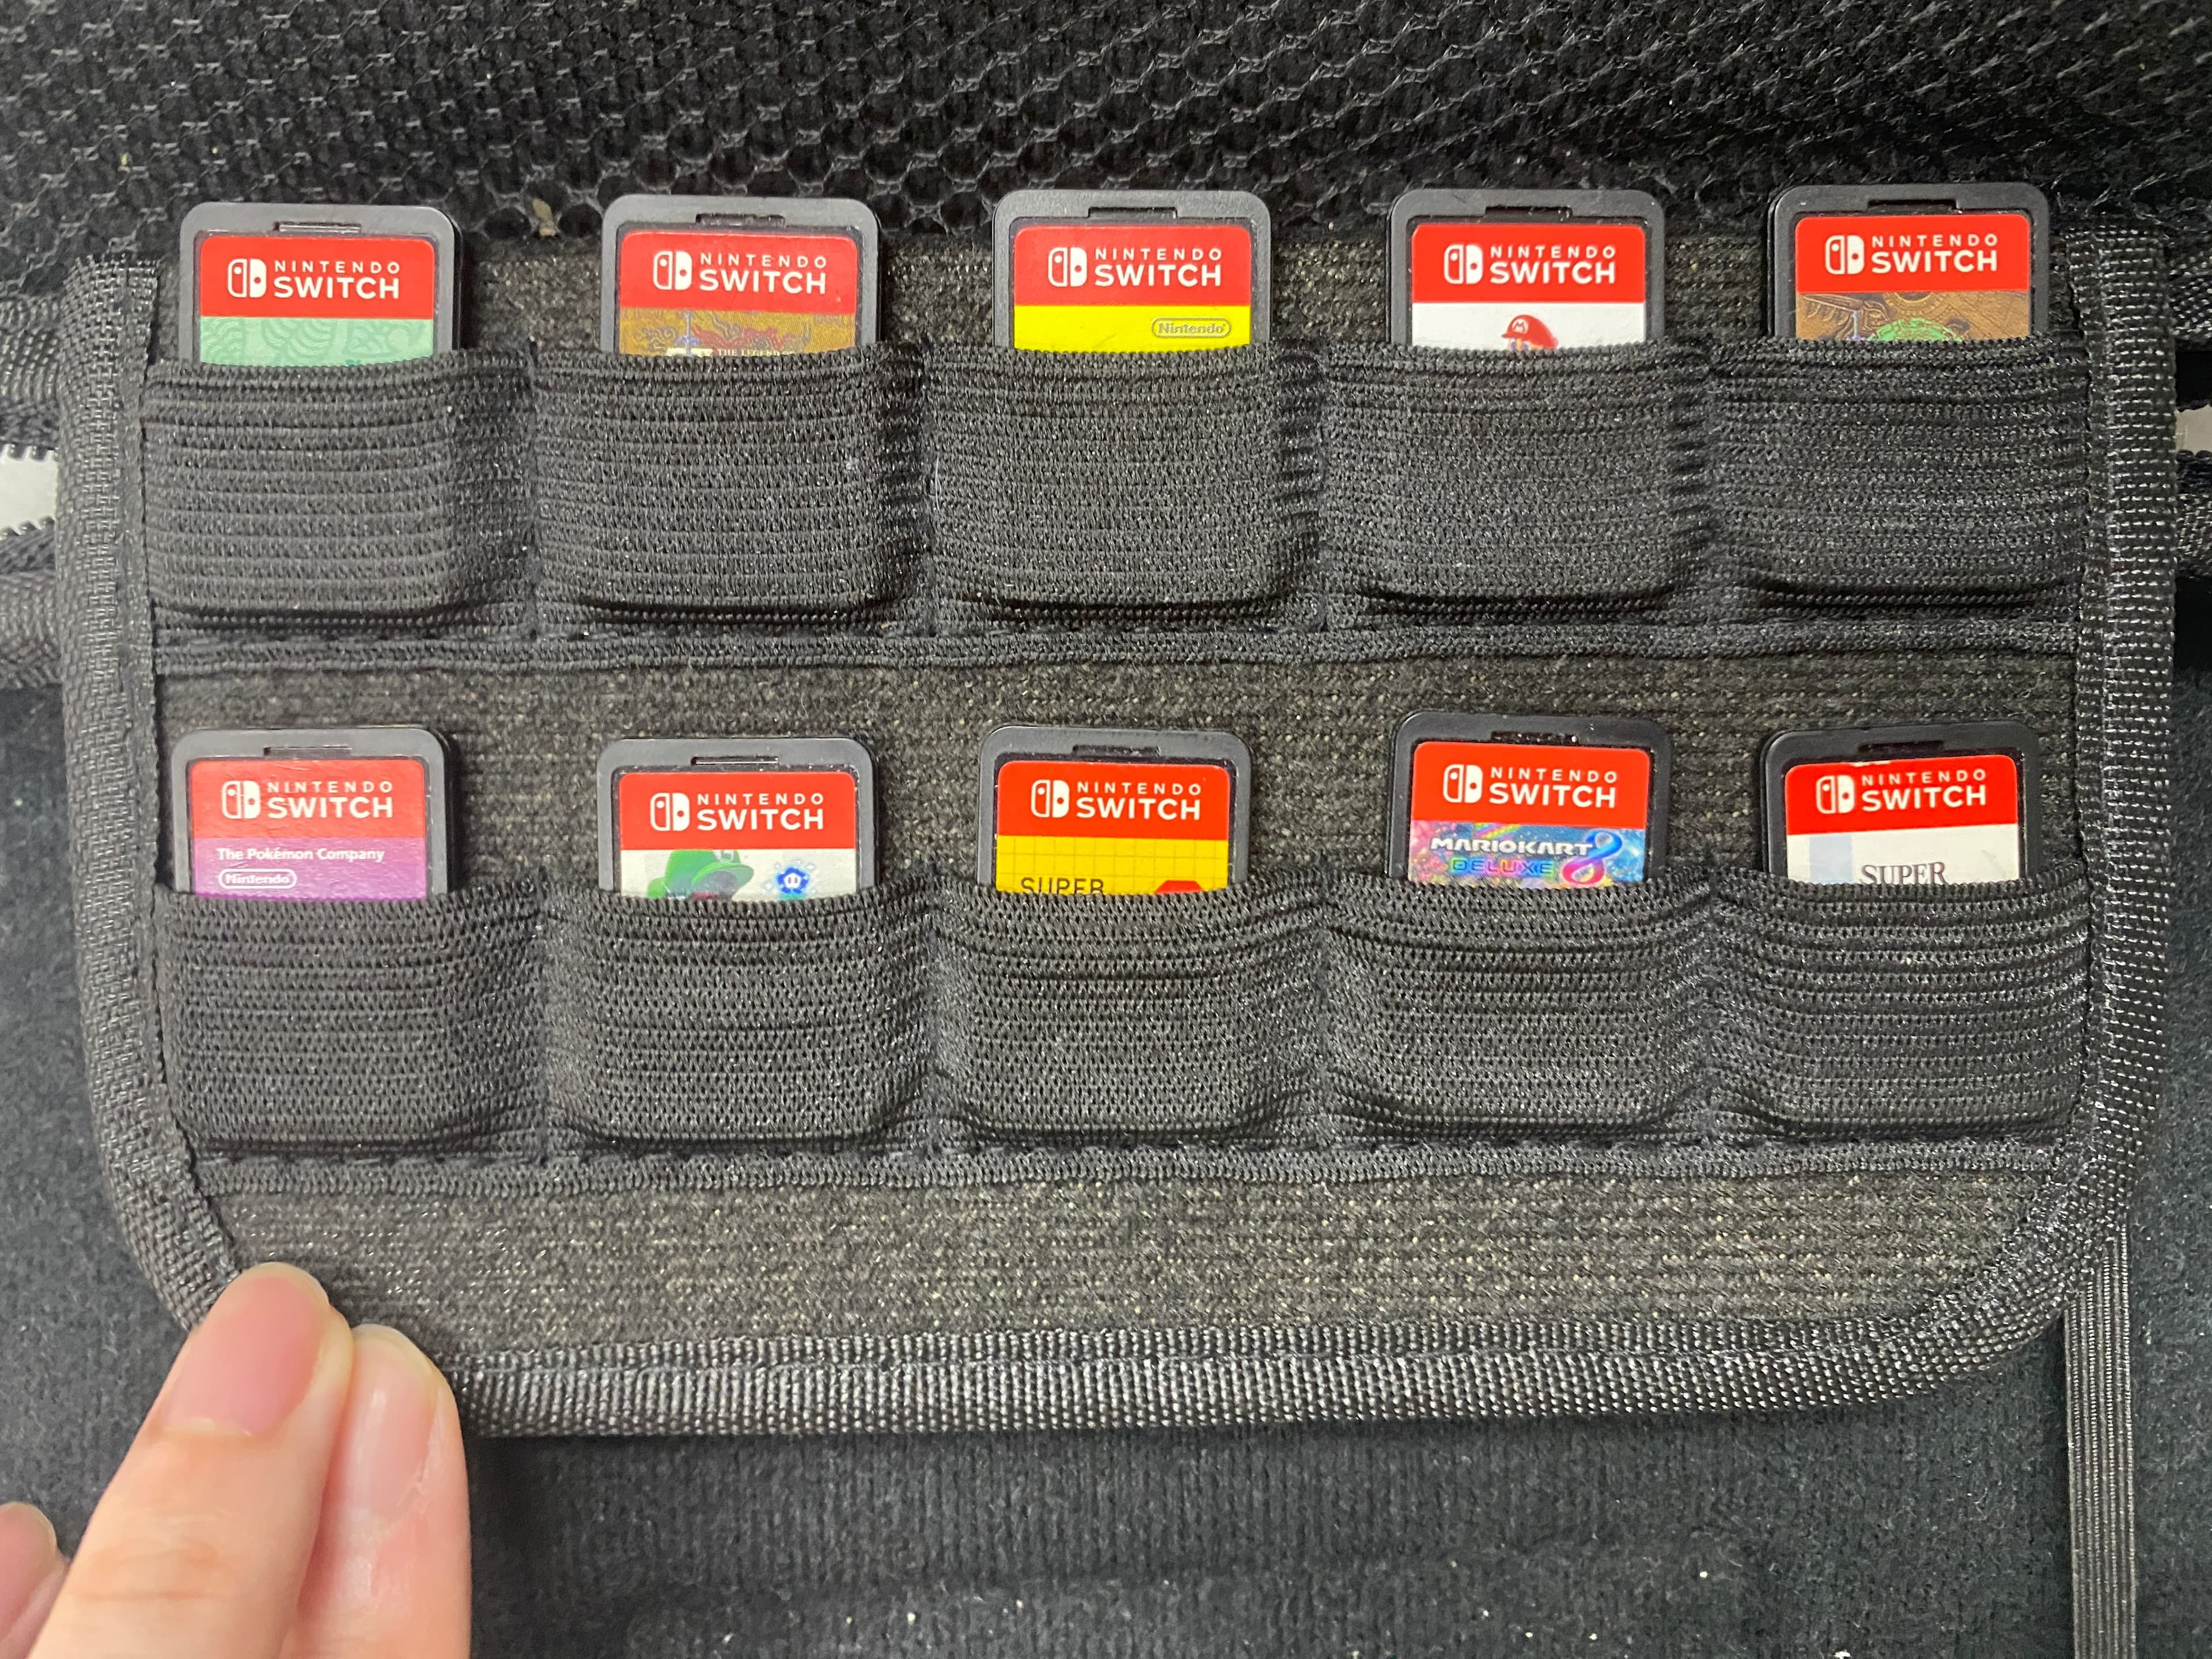 NINTENDO
SWITCH
NINTENDO
SWITCH
THE LEGEND
NINTENDO
SWITCH
Nintendo
NINTENDO
SWITCH
M
NINTENDO
SWITCH
NINTENDO
SWITCH
The Pokémon Company
Nintendo
NINTENDO
SWITCH
NINTENDO
SWITCH
SUPER
NINTENDO
SWITCH
MARIOKART 8
DELUXE
NINTENDO
SWITCH
SUPER